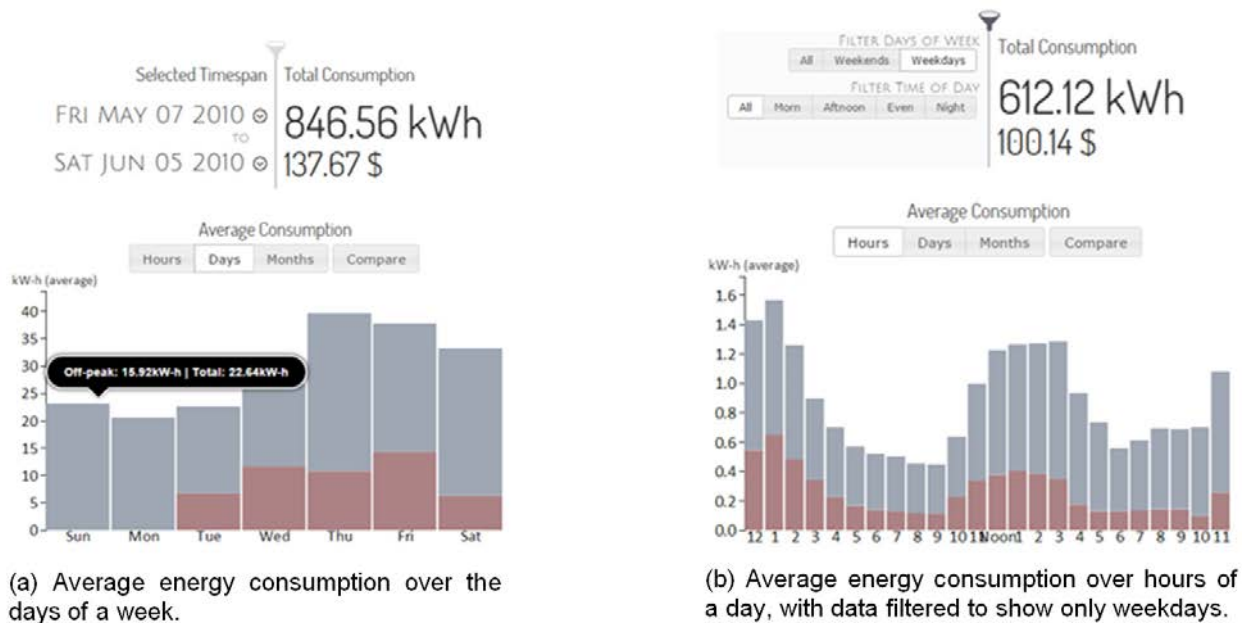 Selected Timespan
Total Consumption
FRI MAY 07 2010
TO
SAT JUN 05 2010
846.56 kWh
137.67 $
Average Consumption
Hours Days Months Compare
kW-h (average)
40
35
30
25
20
15
10
5
0
Off-peak: 15.92kW-h | Total: 22.64kW-h
Sun Mon Tue Wed Thu Fri Sat
(a) Average energy consumption over the
days of a week.
FILTER DAYS OF WEEK
All Weekends Weekdays
FILTER TIME OF DAY
All Morn Aftnoon Even Night
Total Consumption
612.12 kWh
100.14 $
Average Consumption
Hours Days Months Compare
kW-h (average)
1.6
1.4
1.2
1.0
0.8
0.6
0.4
0.2
0.0
12 1 2 3 4 5 6 7 8 9 10 11 Noon 1 2 3 4 5 6 7 8 9 10 11
(b) Average energy consumption over hours of
a day, with data filtered to show only weekdays.